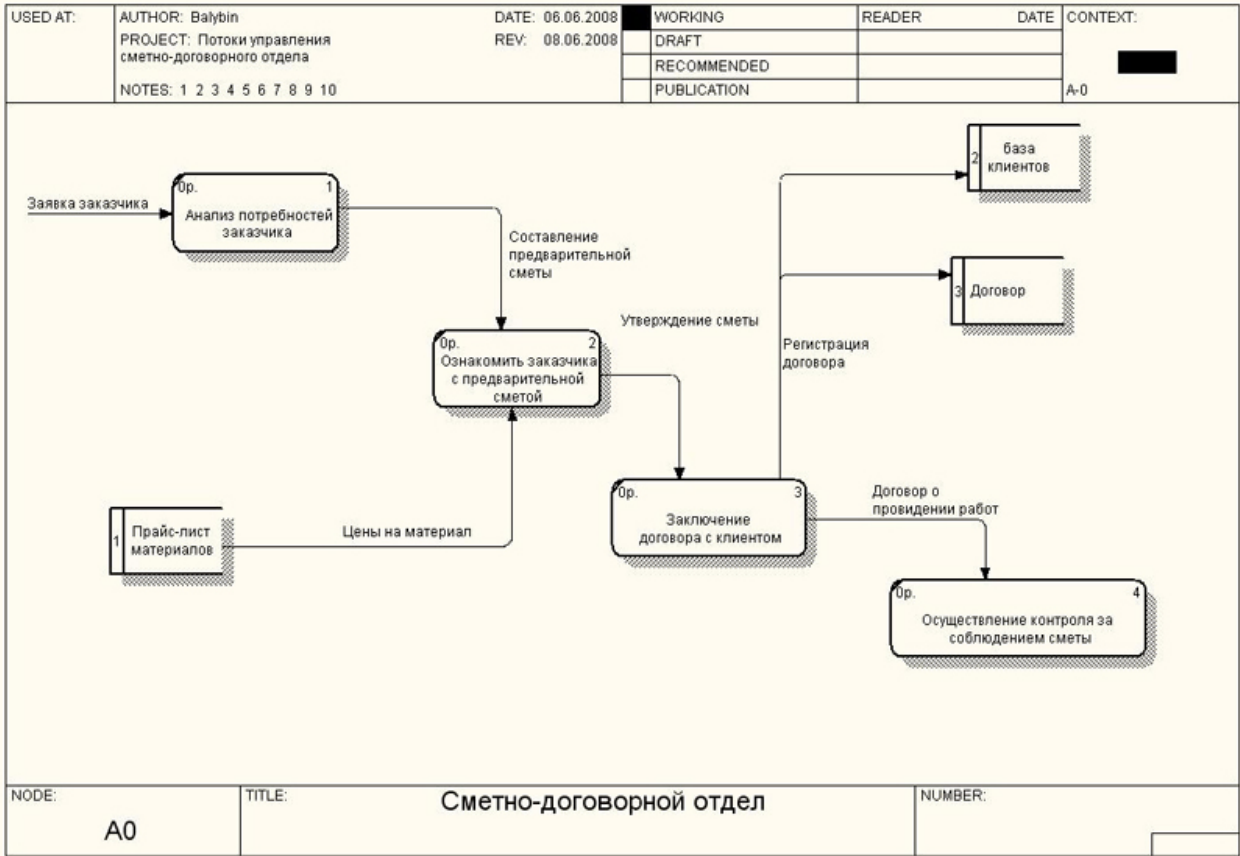 USED AT:
AUTHOR: Balybin
DATE: 06.06.2008
PROJECT: Потоки управления
сметно-договорного отдела
REV: 08.06.2008
NOTES: 1 2 3 4 5 6 7 8 9 10
WORKING
DRAFT
RECOMMENDED
PUBLICATION
READER
DATE
CONTEXT:
A-0
Заявка заказчика
0р.
1
Анализ потребностей
заказчика
Составление
предварительной
сметы
2
база
клиентов
3
Договор
Утверждение сметы
Регистрация
договора
0р.
2
Ознакомить заказчика
с предварительной
сметой
1
Прайс-лист
материалов
Цены на материал
0р.
3
Заключение
договора с клиентом
Договор о
провидении работ
0р.
4
Осуществление контроля за
соблюдением сметы
NODE:
A0
TITLE:
Сметно-договорной отдел
NUMBER: